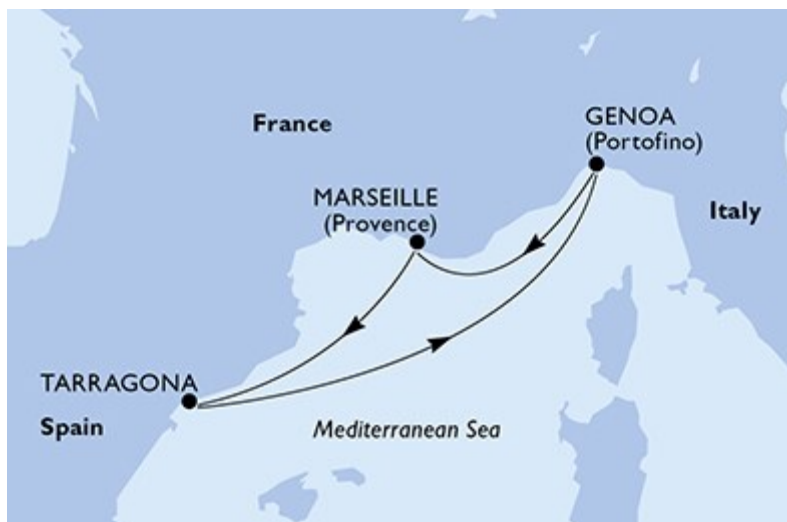 GENOA
(Portofino)
France
MARSEILLE
(Provence)
Italy
TARRAGONA
Spain
Mediterranean Sea